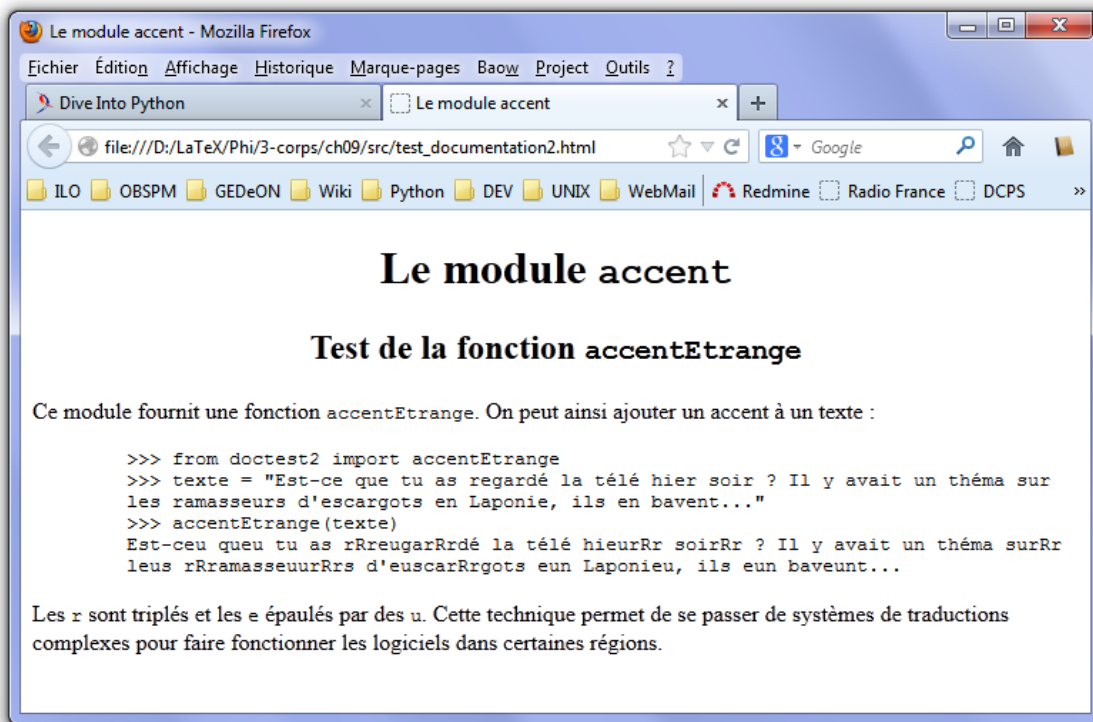 Le module accent - Mozilla Firefox
Fichier Édition Affichage Historique Marque-pages Baow Project Outils ?
Dive Into Python × Le module accent × +
file:///D:/LaTeX/Phi/3-corps/ch09/src/test_documentation2.html Google
ILO OBSPM GEDeON Wiki Python DEV UNIX WebMail Redmine Radio France DCPS »
Le module accent
Test de la fonction accentEtrange
Ce module fournit une fonction accentEtrange. On peut ainsi ajouter un accent à un texte :
>>> from doctest2 import accentEtrange
>>> texte = "Est-ce que tu as regardé la télé hier soir ? Il y avait un théma sur
les ramasseurs d'escargots en Laponie, ils en bavent..."
>>> accentEtrange(texte)
Est-ceu queu tu as rRreugarRrdé la télé hieurRr soirRr ? Il y avait un théma surRr
leus rRramasseuurRrs d'euscarRrgots eun Laponieu, ils eun baveunt...
Les r sont triplés et les e épaulés par des u. Cette technique permet de se passer de systèmes de traductions
complexes pour faire fonctionner les logiciels dans certaines régions.